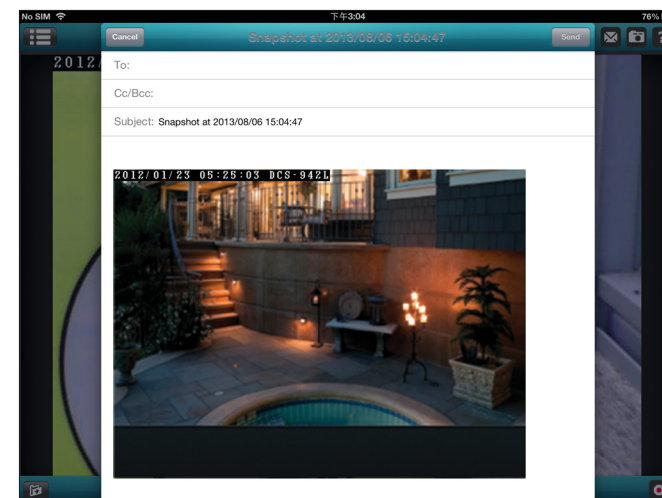 No SIM 下午3:04 76%
Cancel Snapshot at 2013/08/06 15:04:47 Send
2012/
To:
Cc/Bcc:
Subject: Snapshot at 2013/08/06 15:04:47
2012/01/23 05:25:03 DCS-942L